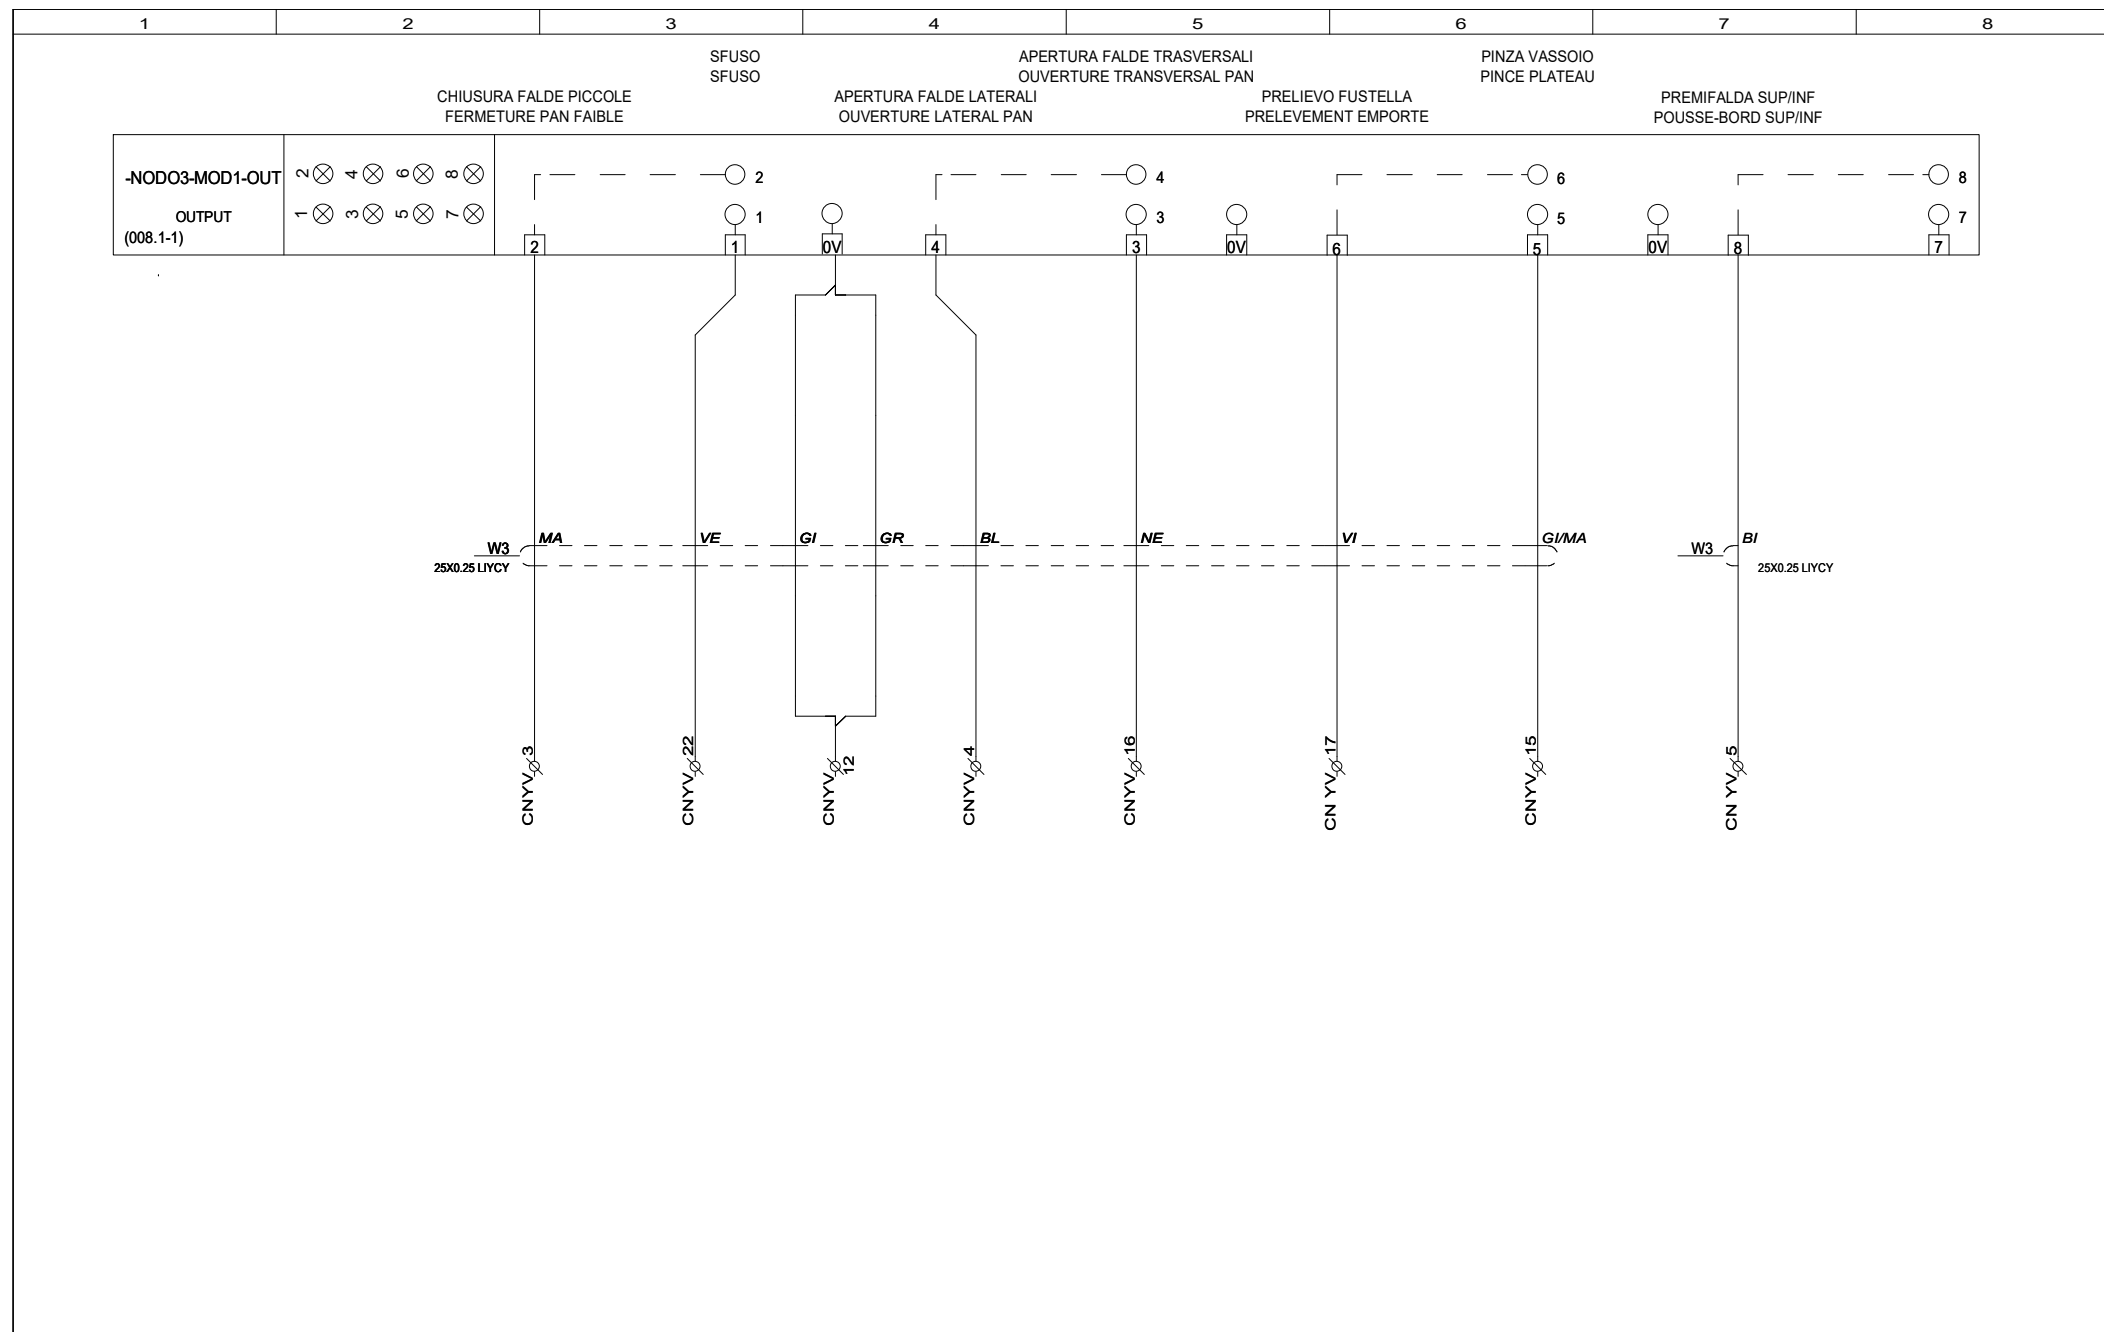 1 2 3 4 5 6 7 8
SFUSO APERTURA FALDE TRASVERSALI PINZA VASSOIO
SFUSO OUVERTURE TRANSVERSAL PAN PINCE PLATEAU
CHIUSURA FALDE PICCOLE APERTURA FALDE LATERALI PRELIEVO FUSTELLA PREMIFALDA SUP/INF
FERMETURE PAN FAIBLE OUVERTURE LATERAL PAN PRELEVEMENT EMPORTE POUSSE-BORD SUP/INF
-NODO3-MOD1-OUT 2 4 6 8 2 4 6 8
OUTPUT 1 3 5 7 1 3 5 7
(008.1-1)
2 1 0V 4 3 0V 6 5 0V 8 7
MA VE GI GR BL NE VI GI/MA BI
W3 W3
25X0.25 LIYCY 25X0.25 LIYCY
3 22 12 4 16 17 15 5
CNYV CNYV CNYV CNYV CNYV CN YV CNYV CN YV